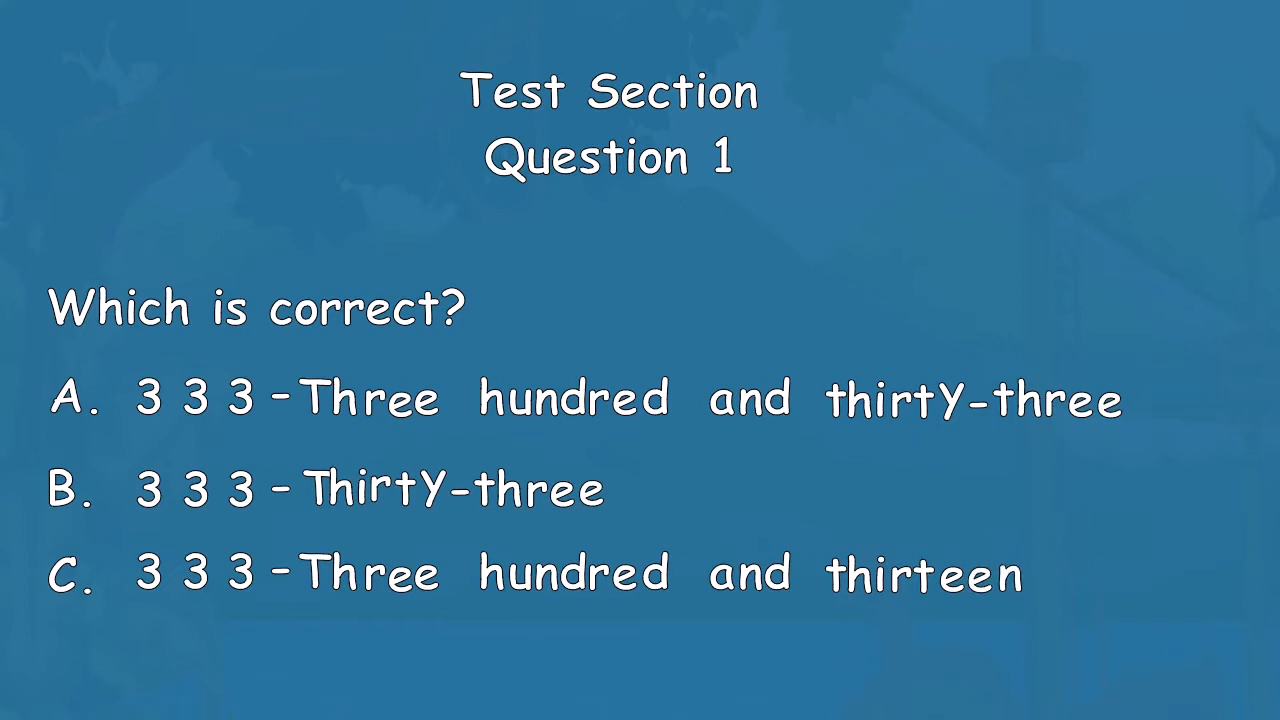 Test Section
Question 1
Which is correct?
A. 3 3 3 - Three hundred and thirtY-three
B. 3 3 3 - ThirtY-three
C. 3 3 3 - Three hundred and thirteen